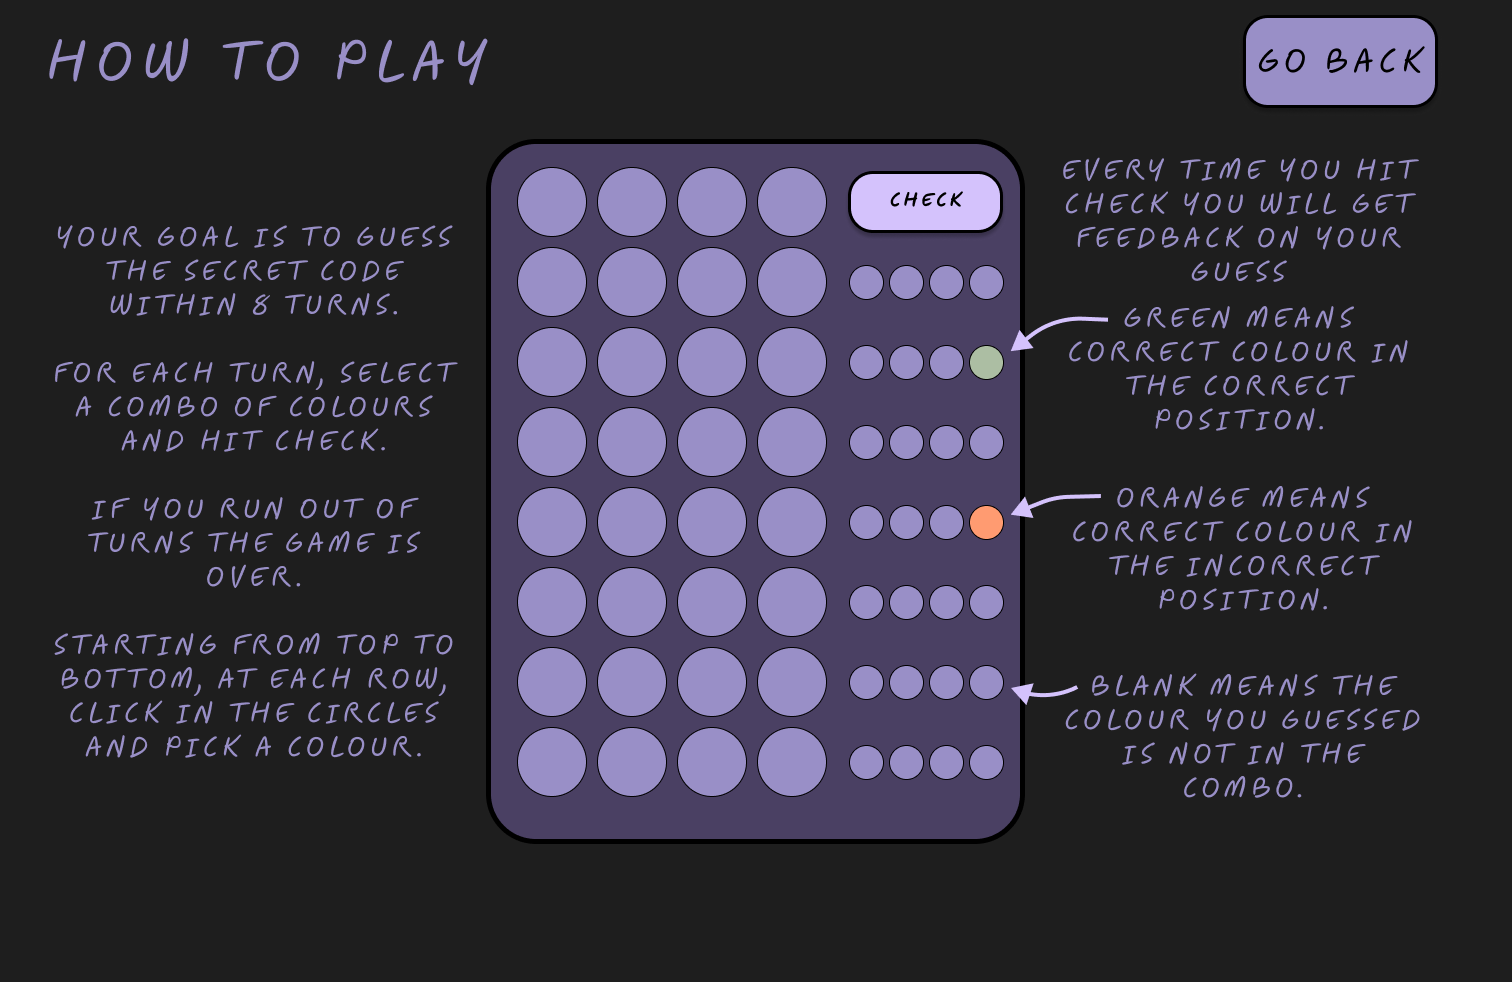 HOW TO PLAY
GO BACK
YOUR GOAL IS TO GUESS
THE SECRET CODE
WITHIN 8 TURNS.
FOR EACH TURN, SELECT
A COMBO OF COLOURS
AND HIT CHECK.
IF YOU RUN OUT OF
TURNS THE GAME IS
OVER.
STARTING FROM TOP TO
BOTTOM, AT EACH ROW,
CLICK IN THE CIRCLES
AND PICK A COLOUR.
CHECK
EVERY TIME YOU HIT
CHECK YOU WILL GET
FEEDBACK ON YOUR
GUESS
GREEN MEANS
CORRECT COLOUR IN
THE CORRECT
POSITION.
ORANGE MEANS
CORRECT COLOUR IN
THE INCORRECT
POSITION.
BLANK MEANS THE
COLOUR YOU GUESSED
IS NOT IN THE
COMBO.